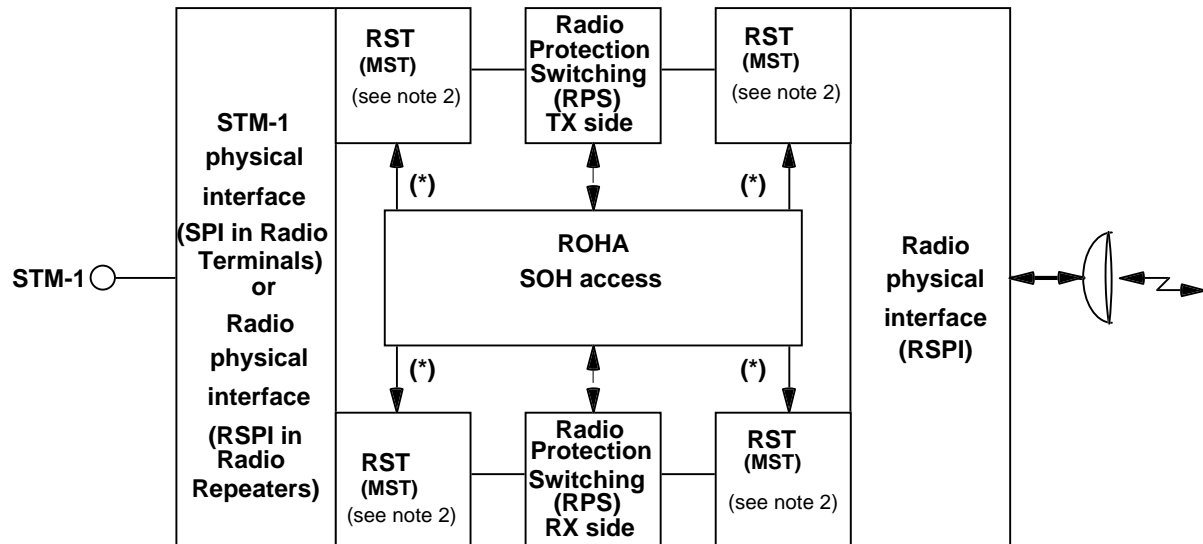 STM-1
STM-1
physical
interface
(SPI in Radio
Terminals)
or
Radio
physical
interface
(RSPI in
Radio
Repeaters)
RST
(MST)
(see note 2)
Radio
Protection
Switching
(RPS)
TX side
RST
(MST)
(see note 2)
(*)
(*)
ROHA
SOH access
(*)
(*)
RST
(MST)
(see note 2)
Radio
Protection
Switching
(RPS)
RX side
RST
(MST)
(see note 2)
Radio
physical
interface
(RSPI)